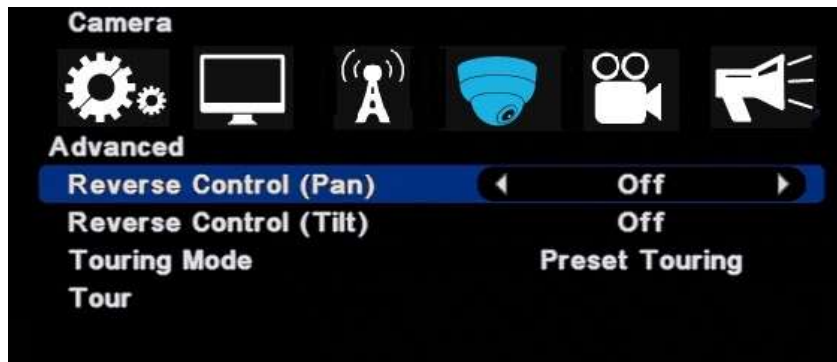 Camera
Advanced
Reverse Control (Pan) Off
Reverse Control (Tilt) Off
Touring Mode Preset Touring
Tour